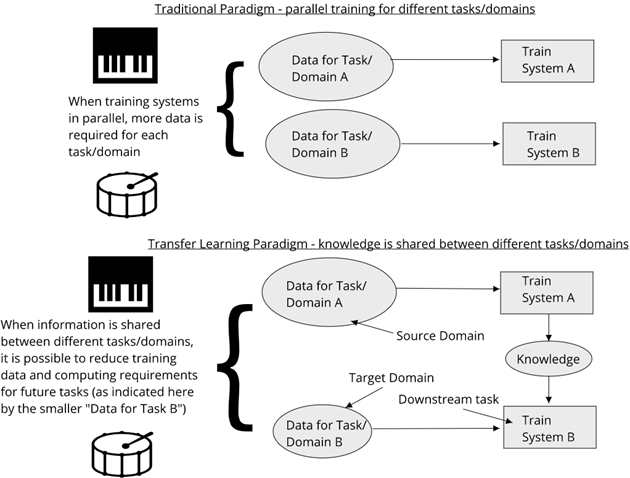 Traditional Paradigm - parallel training for different tasks/domains
When training systems
in parallel, more data is
required for each
task/domain
Data for Task/
Domain A
Train
System A
Data for Task/
Domain B
Train
System B
Transfer Learning Paradigm - knowledge is shared between different tasks/domains
When information is shared
between different tasks/domains,
it is possible to reduce training
data and computing requirements
for future tasks (as indicated here
by the smaller "Data for Task B")
Data for Task/
Domain A
Train
System A
Source Domain
Knowledge
Target Domain
Downstream task
Data for Task/
Domain B
Train
System B